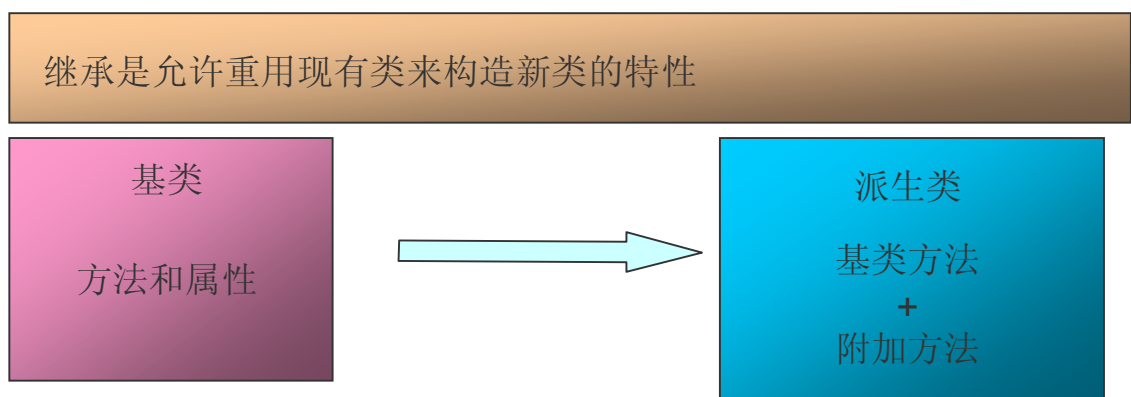 继承是允许重用现有类来构造新类的特性
基类
方法和属性
派生类
基类方法
+
附加方法